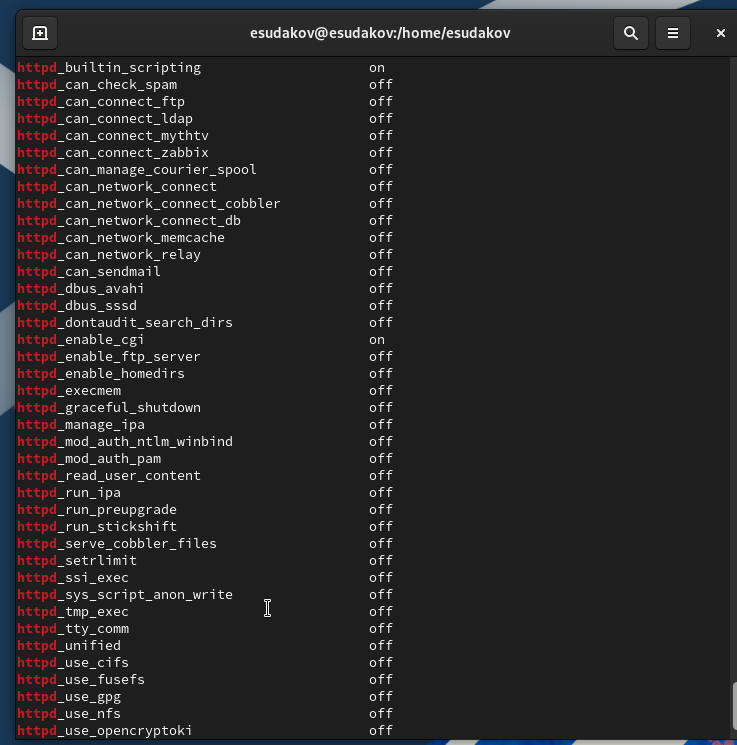 esudakov@esudakov:/home/esudakov
httpd_builtin_scripting on
httpd_can_check_spam off
httpd_can_connect_ftp off
httpd_can_connect_ldap off
httpd_can_connect_mythtv off
httpd_can_connect_zabbix off
httpd_can_manage_courier_spool off
httpd_can_network_connect off
httpd_can_network_connect_cobbler off
httpd_can_network_connect_db off
httpd_can_network_memcache off
httpd_can_network_relay off
httpd_can_sendmail off
httpd_dbus_avahi off
httpd_dbus_sssd off
httpd_dontaudit_search_dirs off
httpd_enable_cgi on
httpd_enable_ftp_server off
httpd_enable_homedirs off
httpd_execmem off
httpd_graceful_shutdown off
httpd_manage_ipa off
httpd_mod_auth_ntlm_winbind off
httpd_mod_auth_pam off
httpd_read_user_content off
httpd_run_ipa off
httpd_run_preupgrade off
httpd_run_stickshift off
httpd_serve_cobbler_files off
httpd_setrlimit off
httpd_ssi_exec off
httpd_sys_script_anon_write off
httpd_tmp_exec off
httpd_tty_comm off
httpd_unified off
httpd_use_cifs off
httpd_use_fusefs off
httpd_use_gpg off
httpd_use_nfs off
httpd_use_opencryptoki off